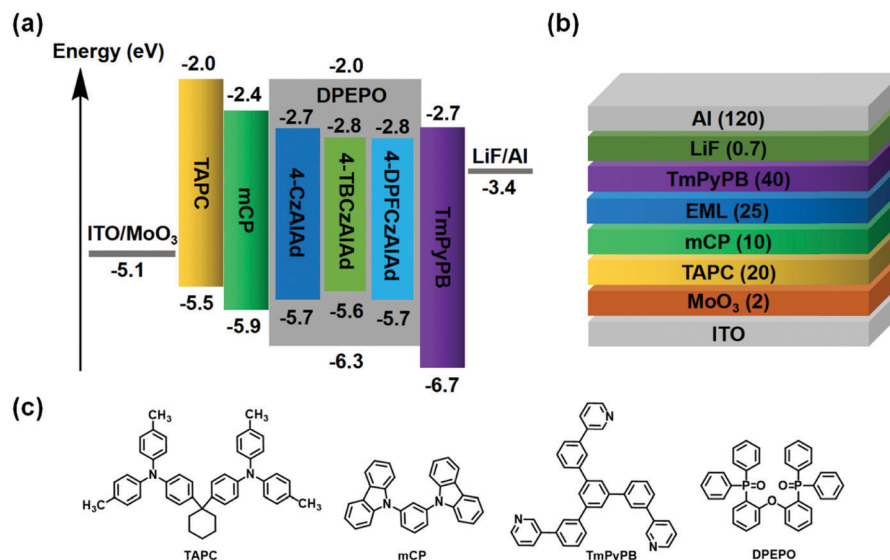 (a)
Energy (eV)
ITO/MoO₃
-5.1
-2.0
TAPC
-5.5
-2.4
mCP
-5.9
-2.0
DPEPO
-2.7
4-CzAIAd
-5.7
-2.8
4-TBCzAIAd
-5.6
-2.8
4-DPFCzAIAd
-5.7
-6.3
-2.7
TmPyPB
-6.7
LiF/Al
-3.4
(b)
Al (120)
LiF (0.7)
TmPyPB (40)
EML (25)
mCP (10)
TAPC (20)
MoO₃ (2)
ITO
(c)
CH₃
CH₃
N
N
H₃C
CH₃
TAPC
N
N
mCP
N
N
N
TmPyPB
P=O
O=P
O
DPEPO